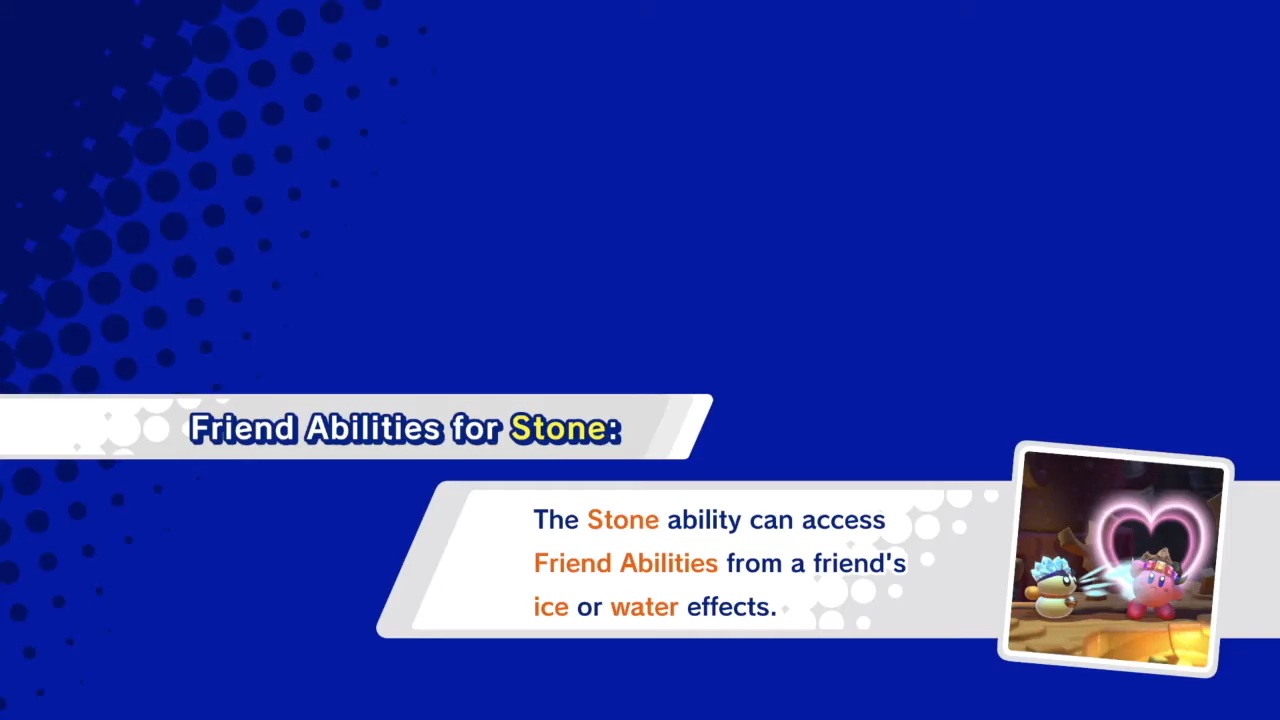 Friend Abilities for Stone:
The Stone ability can access
Friend Abilities from a friend's
ice or water effects.